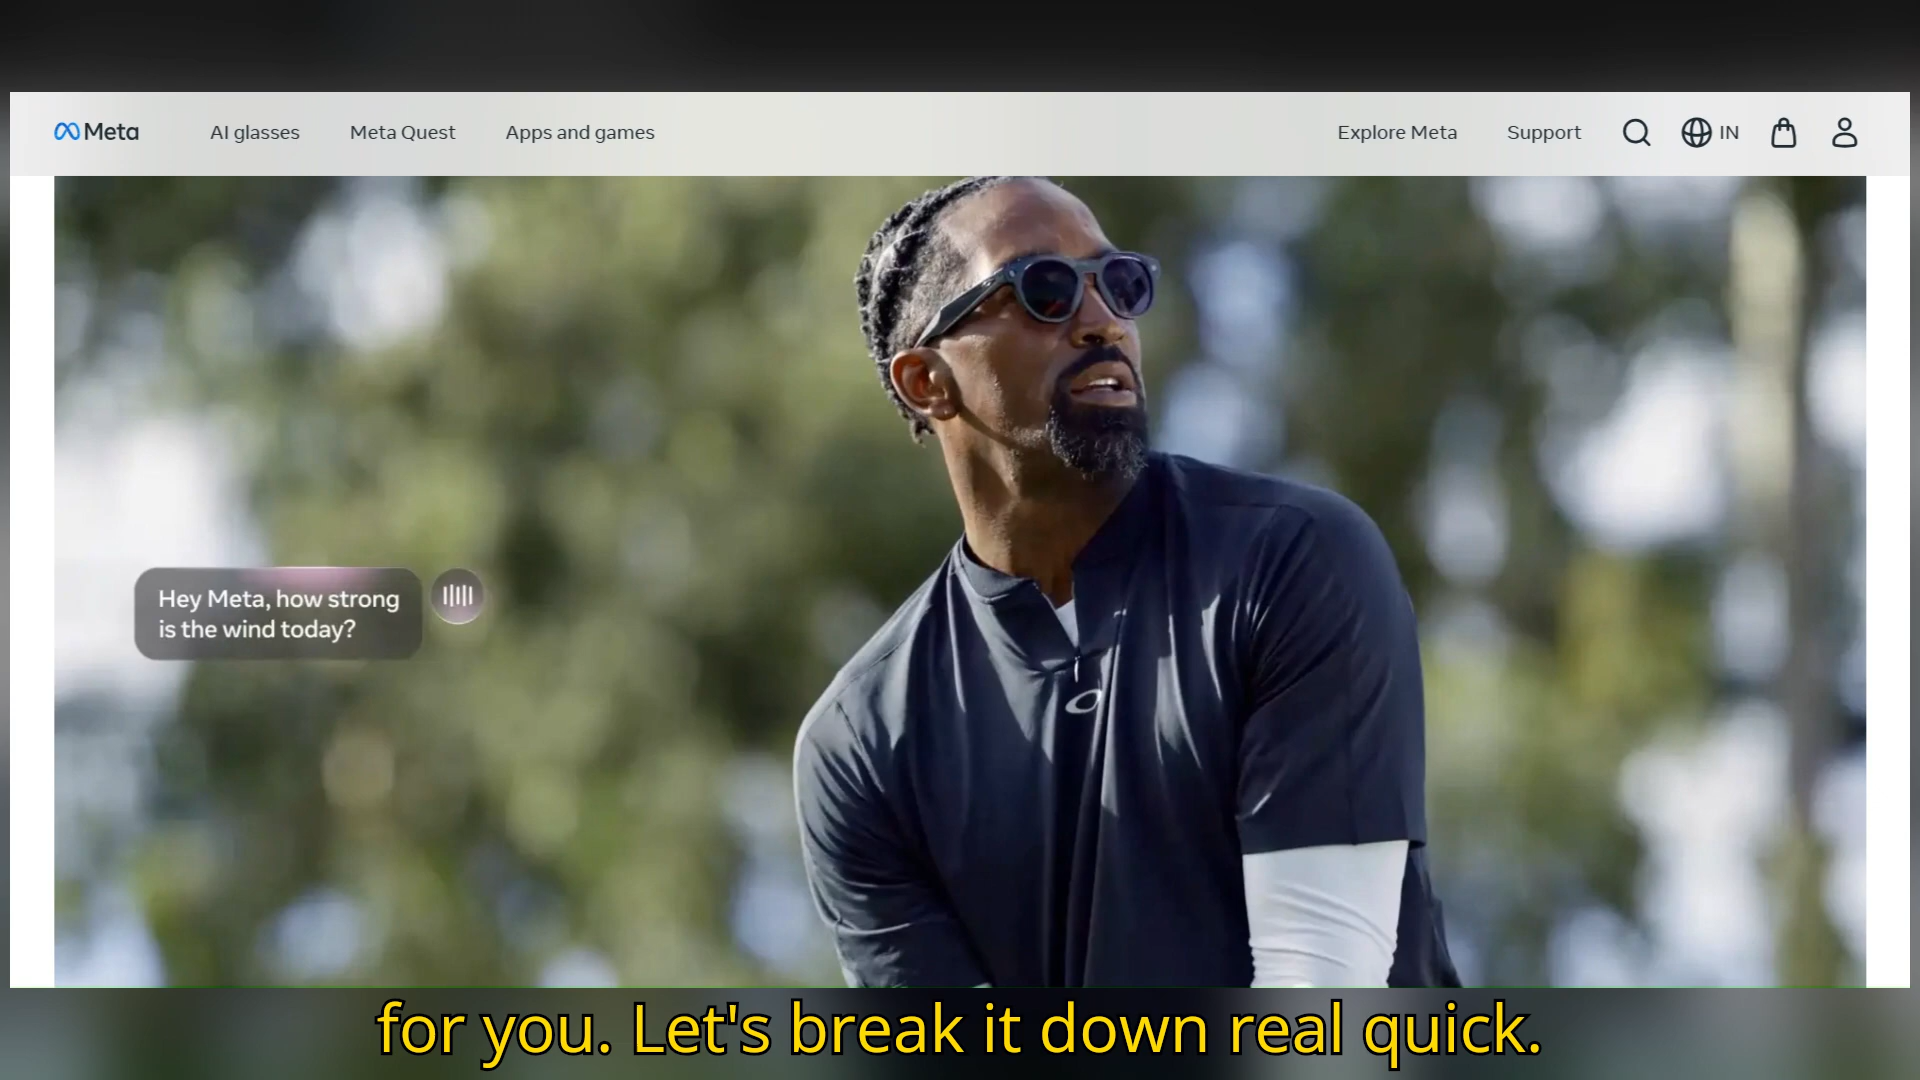 Meta
AI glasses
Meta Quest
Apps and games
Explore Meta
Support
IN
Hey Meta, how strong
is the wind today?
for you. Let's break it down real quick.